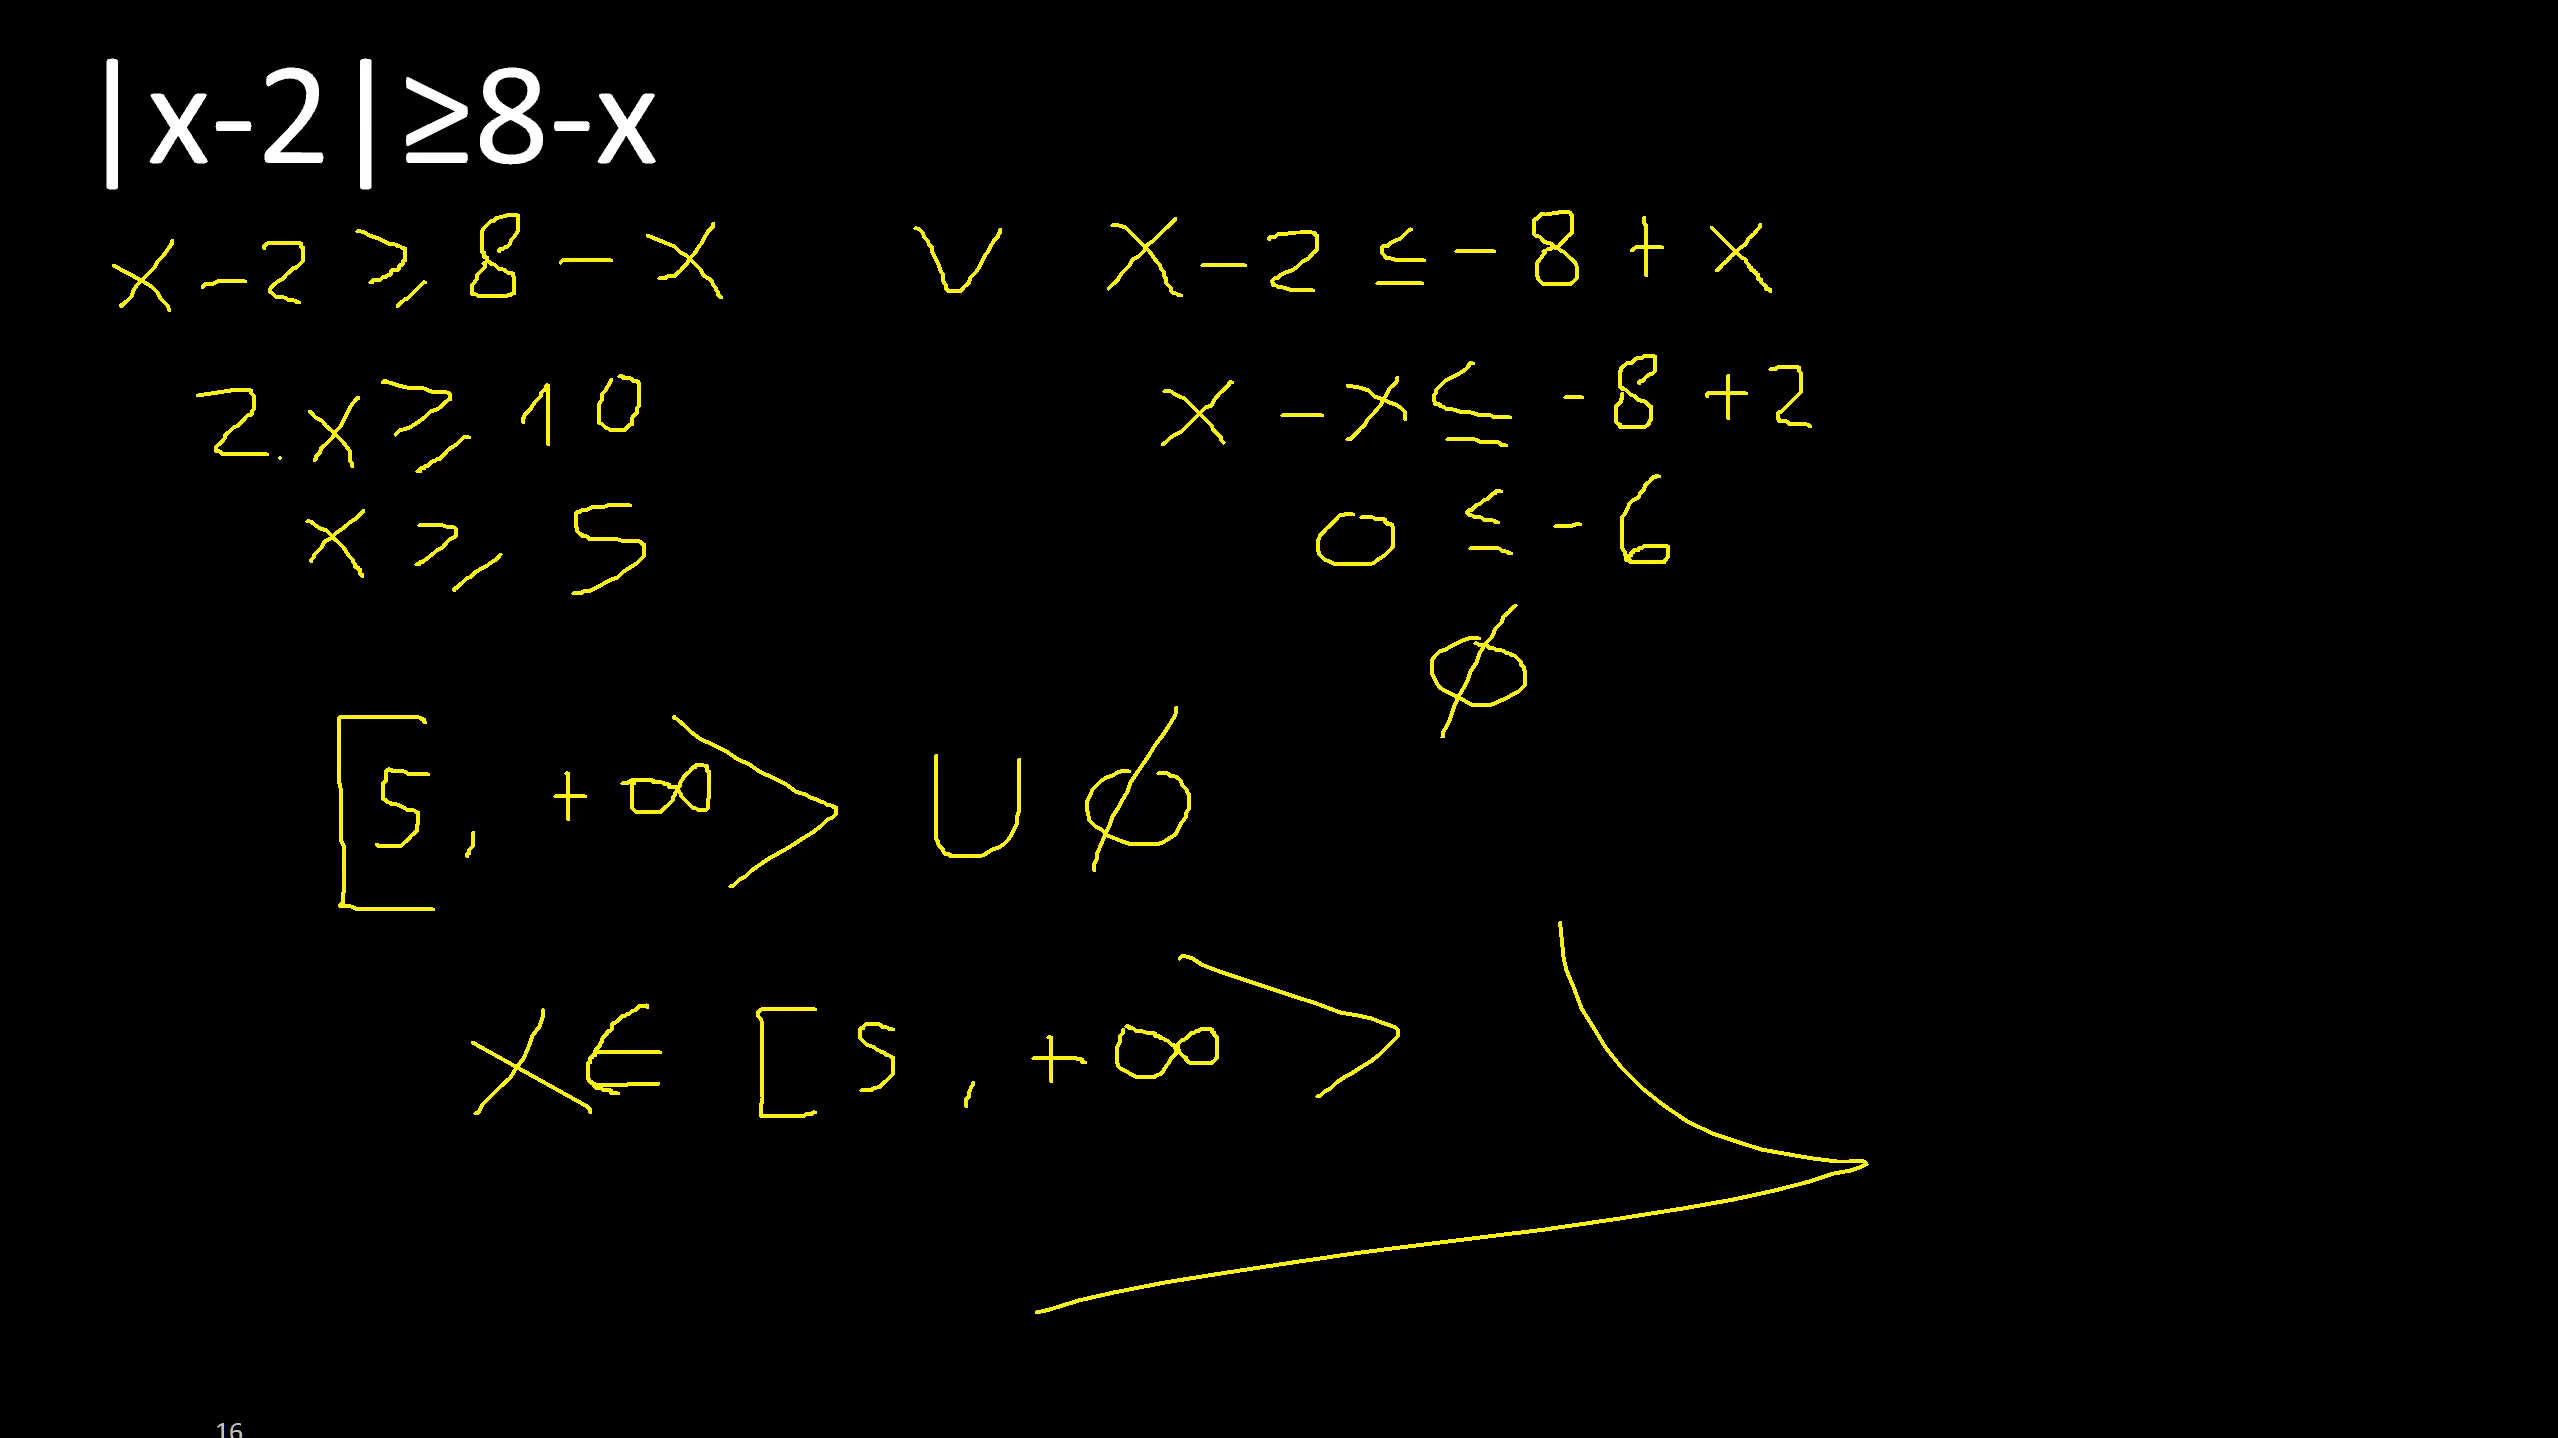 |x-2|≥8-x
x-2≥8-x ∨ x-2≤-8+x
2x≥10 x-x≤-8+2
x≥5 0≤-6
∅
[5,+∞> ∪ ∅
x∈[5,+∞>
16